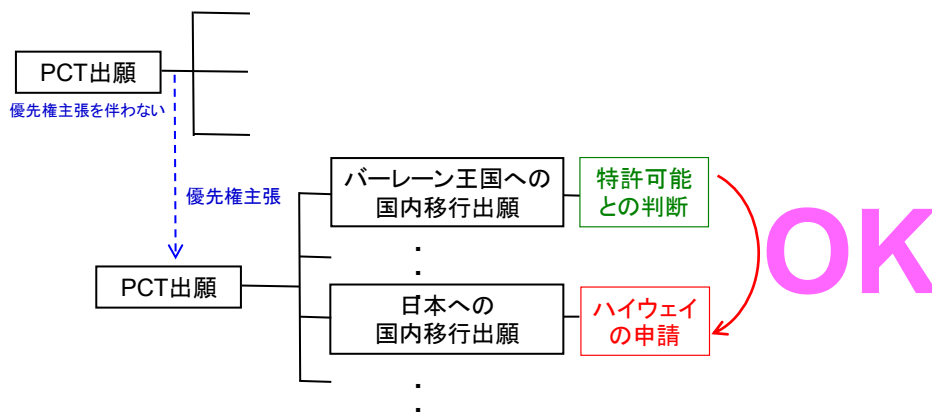 PCT出願
優先権主張を伴わない
優先権主張
バーレーン王国への
国内移行出願
特許可能
との判断
OK
PCT出願
日本への
国内移行出願
ハイウェイ
の申請